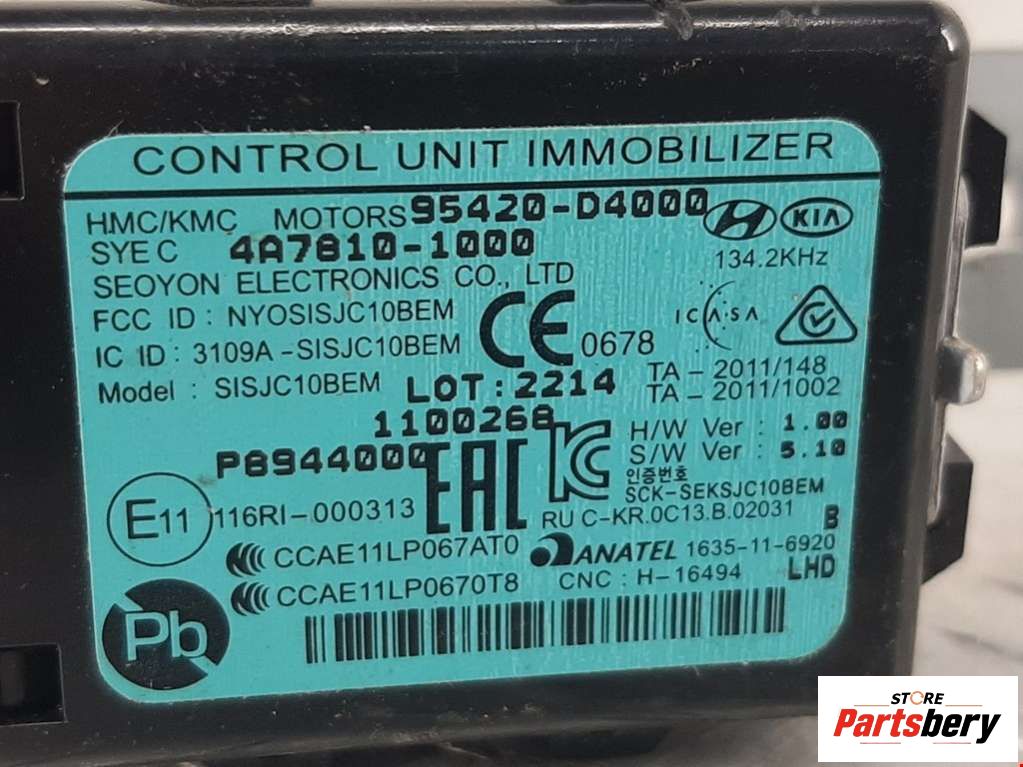 CONTROL UNIT IMMOBILIZER
HMC/KMC MOTORS 95420-D4000 KIA
SYE C 4A7810-1000 134.2KHz
SEOYON ELECTRONICS CO., LTD
FCC ID : NYOSISJC10BEM CE 0678 ICASA
IC ID : 3109A -SISJC10BEM TA - 2011/148
Model : SISJC10BEM LOT:2214 TA - 2011/1002
1100268 H/W Ver : 1.00
P8944000 EAC KC S/W Ver : 5.10
인증번호
SCK-SEKSJC10BEM
E11 116RI-000313 RU C-KR.0C13.B.02031 B
CCAE11LP067AT0 ANATEL 1635-11-6920
CCAE11LP0670T8 CNC : H-16494 LHD
Pb
STORE
Partsbery